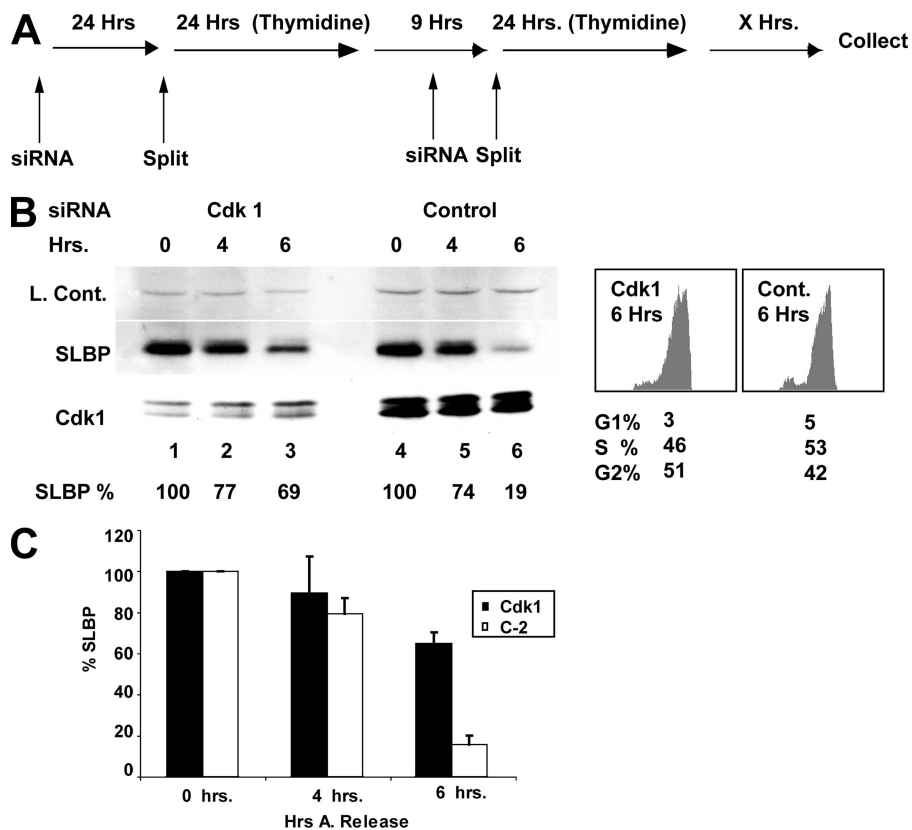 A
24 Hrs 24 Hrs (Thymidine) 9 Hrs 24 Hrs. (Thymidine) X Hrs. Collect
siRNA Split siRNA Split
B
siRNA Cdk 1 Control
Hrs. 0 4 6 0 4 6
L. Cont.
SLBP
Cdk1
1 2 3 4 5 6
SLBP % 100 77 69 100 74 19
Cdk1
6 Hrs
Cont.
6 Hrs
G1% 3 5
S % 46 53
G2% 51 42
C
120
100
80
60
40
20
0
% SLBP
Cdk1
C-2
0 hrs. 4 hrs. 6 hrs.
Hrs A. Release